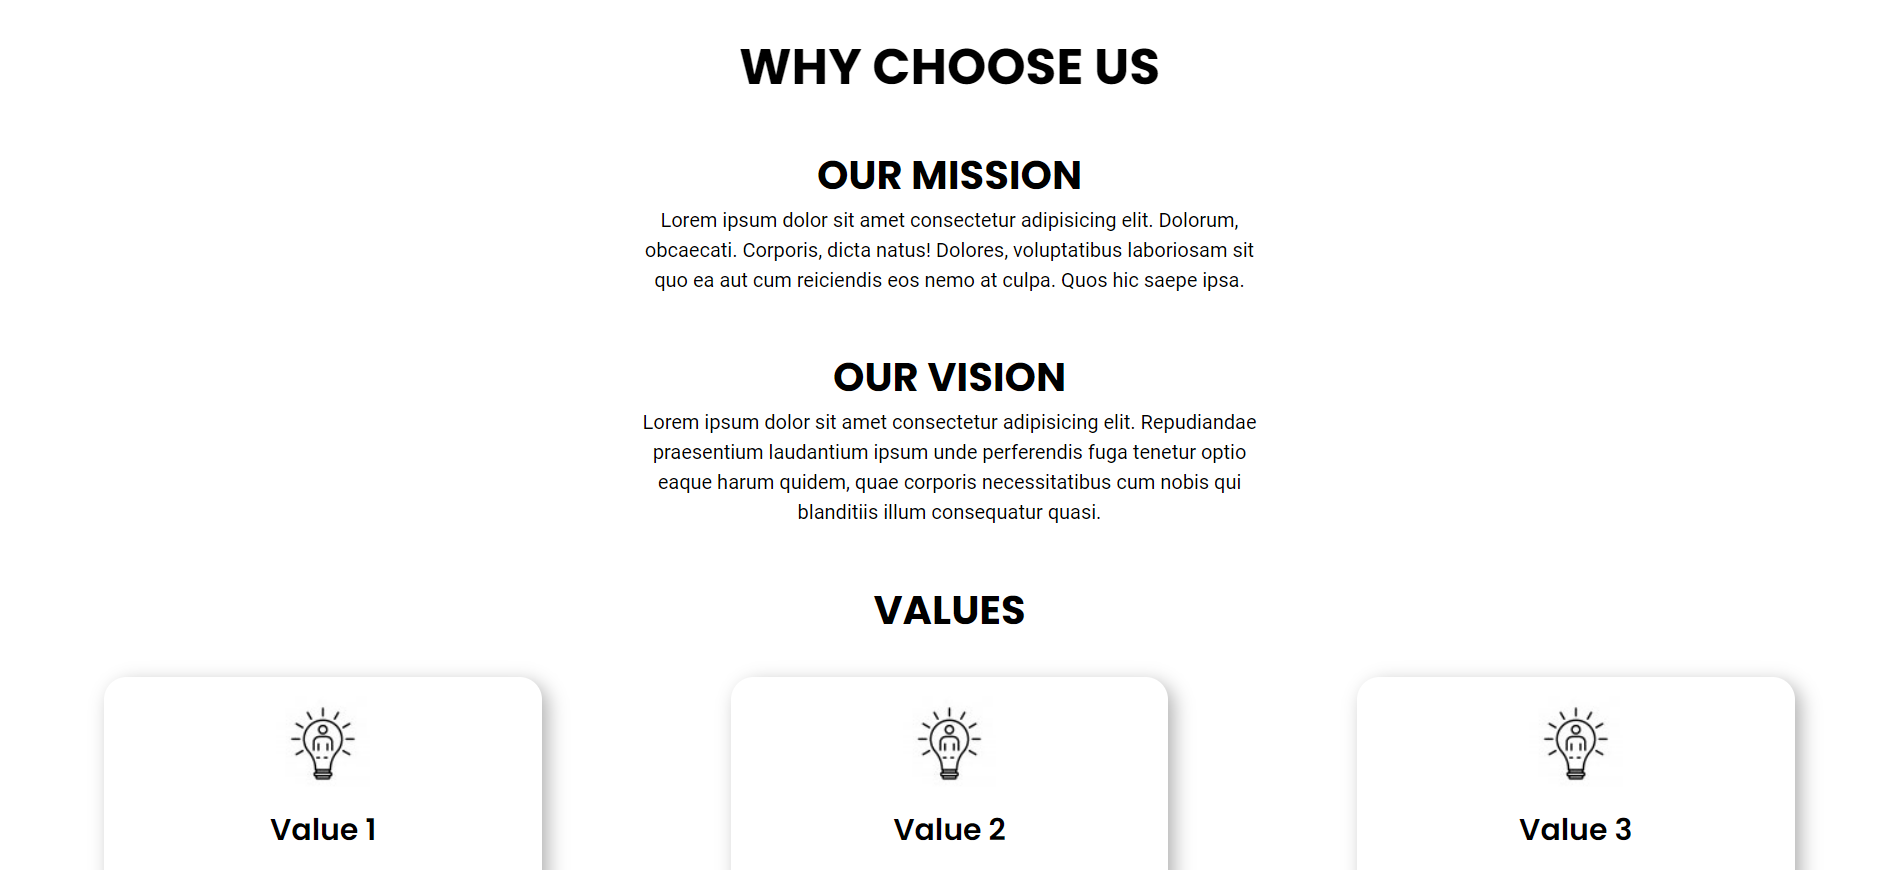 WHY CHOOSE US
OUR MISSION
Lorem ipsum dolor sit amet consectetur adipisicing elit. Dolorum,
obcaecati. Corporis, dicta natus! Dolores, voluptatibus laboriosam sit
quo ea aut cum reiciendis eos nemo at culpa. Quos hic saepe ipsa.
OUR VISION
Lorem ipsum dolor sit amet consectetur adipisicing elit. Repudiandae
praesentium laudantium ipsum unde perferendis fuga tenetur optio
eaque harum quidem, quae corporis necessitatibus cum nobis qui
blanditiis illum consequatur quasi.
VALUES
Value 1
Value 2
Value 3